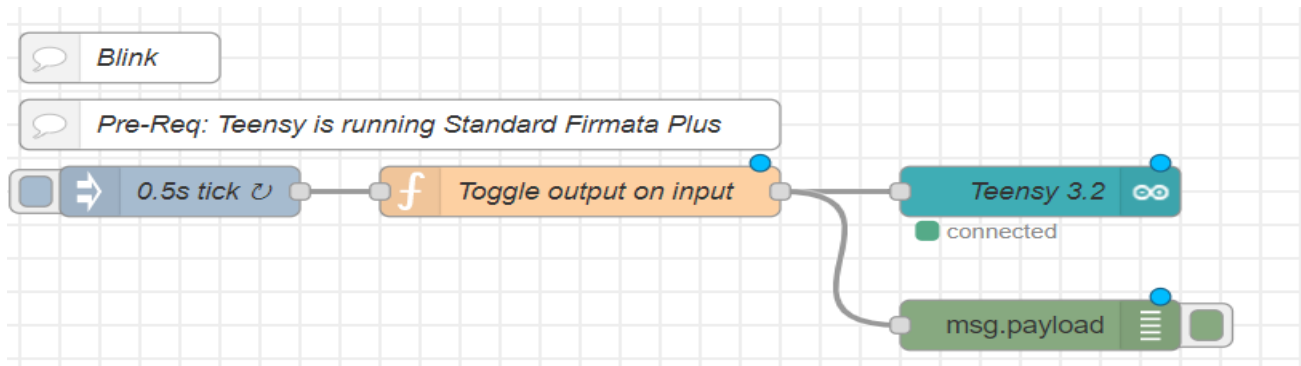 Blink
Pre-Req: Teensy is running Standard Firmata Plus
0.5s tick ↻
Toggle output on input
Teensy 3.2
connected
msg.payload